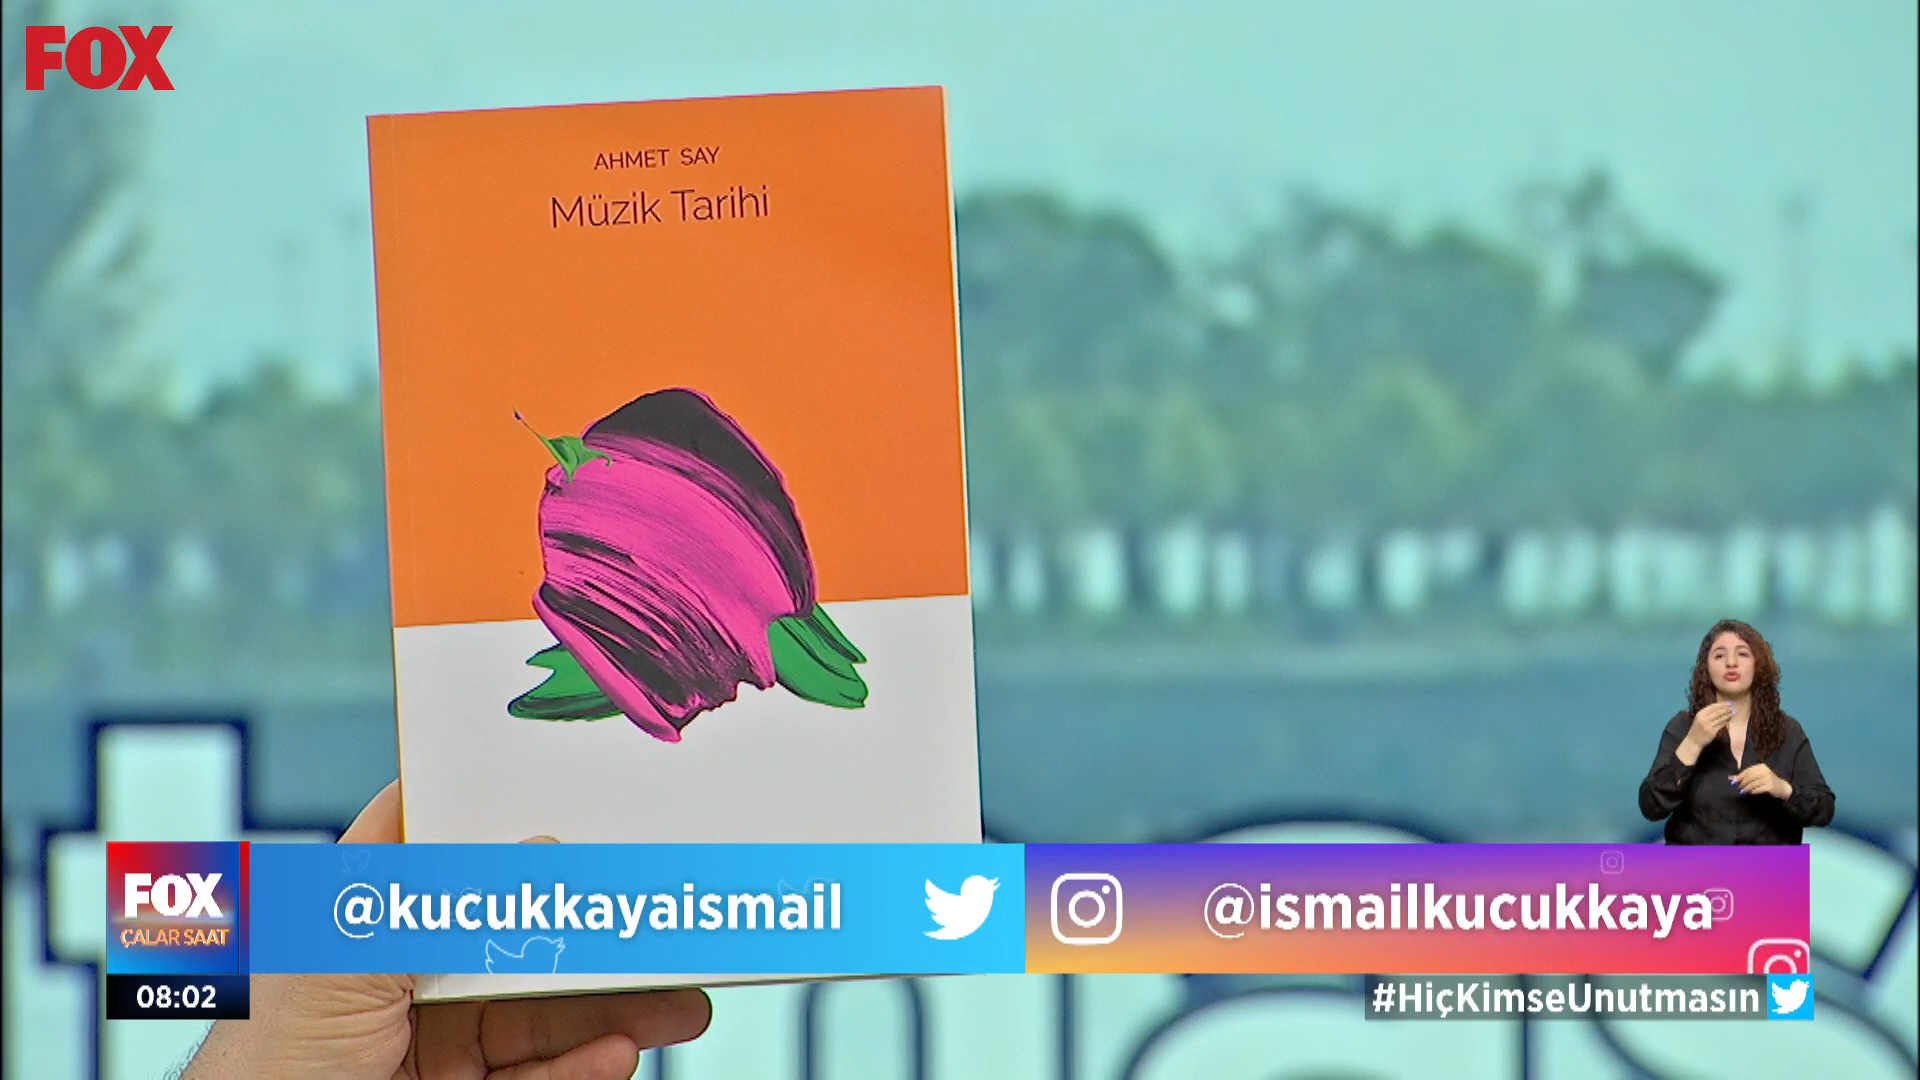 FOX
AHMET SAY
Müzik Tarihi
FOX
ÇALAR SAAT
08:02
@kucukkayaismail
@ismailkucukkaya
#HiçKimseUnutmasın